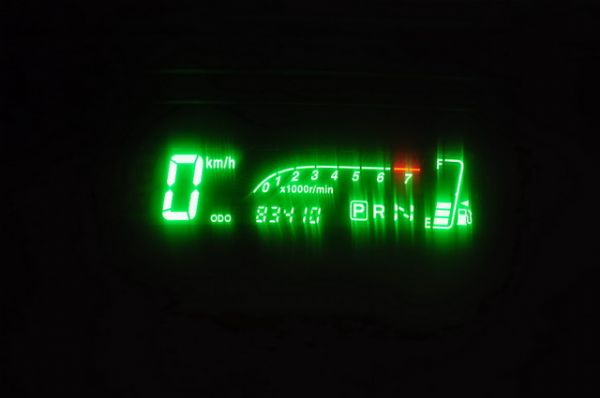 0 km/h
0 1 2 3 4 5 6 7
x1000r/min
F
ODO 83410
P R N
E